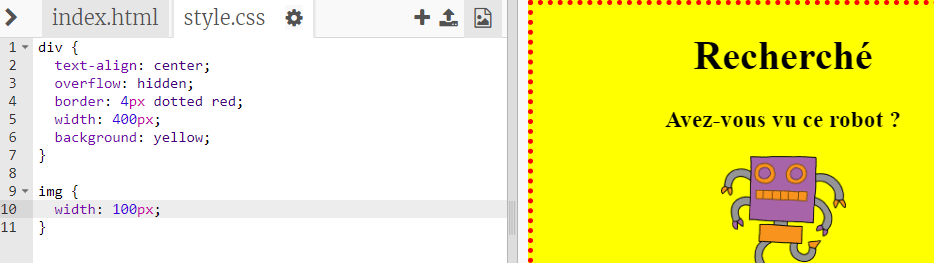 index.html style.css
1 div {
2 text-align: center;
3 overflow: hidden;
4 border: 4px dotted red;
5 width: 400px;
6 background: yellow;
7 }
8
9 img {
10 width: 100px;
11 }
Recherché
Avez-vous vu ce robot ?